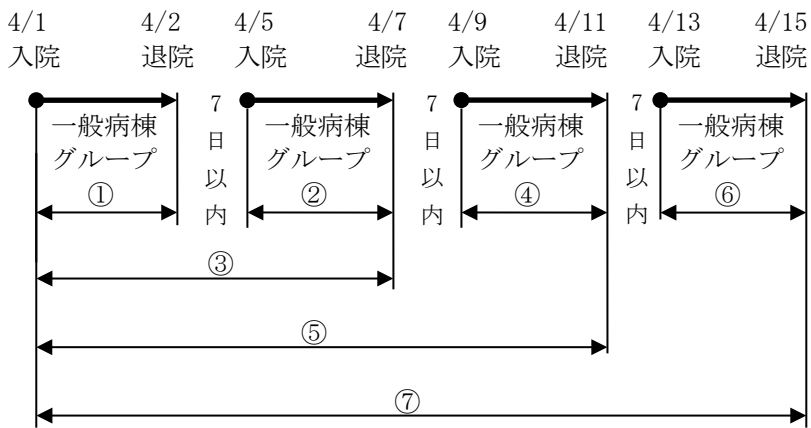 4/1 4/2 4/5 4/7 4/9 4/11 4/13 4/15
入院 退院 入院 退院 入院 退院 入院 退院
一般病棟
グループ
①
7日以内
一般病棟
グループ
②
7日以内
一般病棟
グループ
④
7日以内
一般病棟
グループ
⑥
③
⑤
⑦